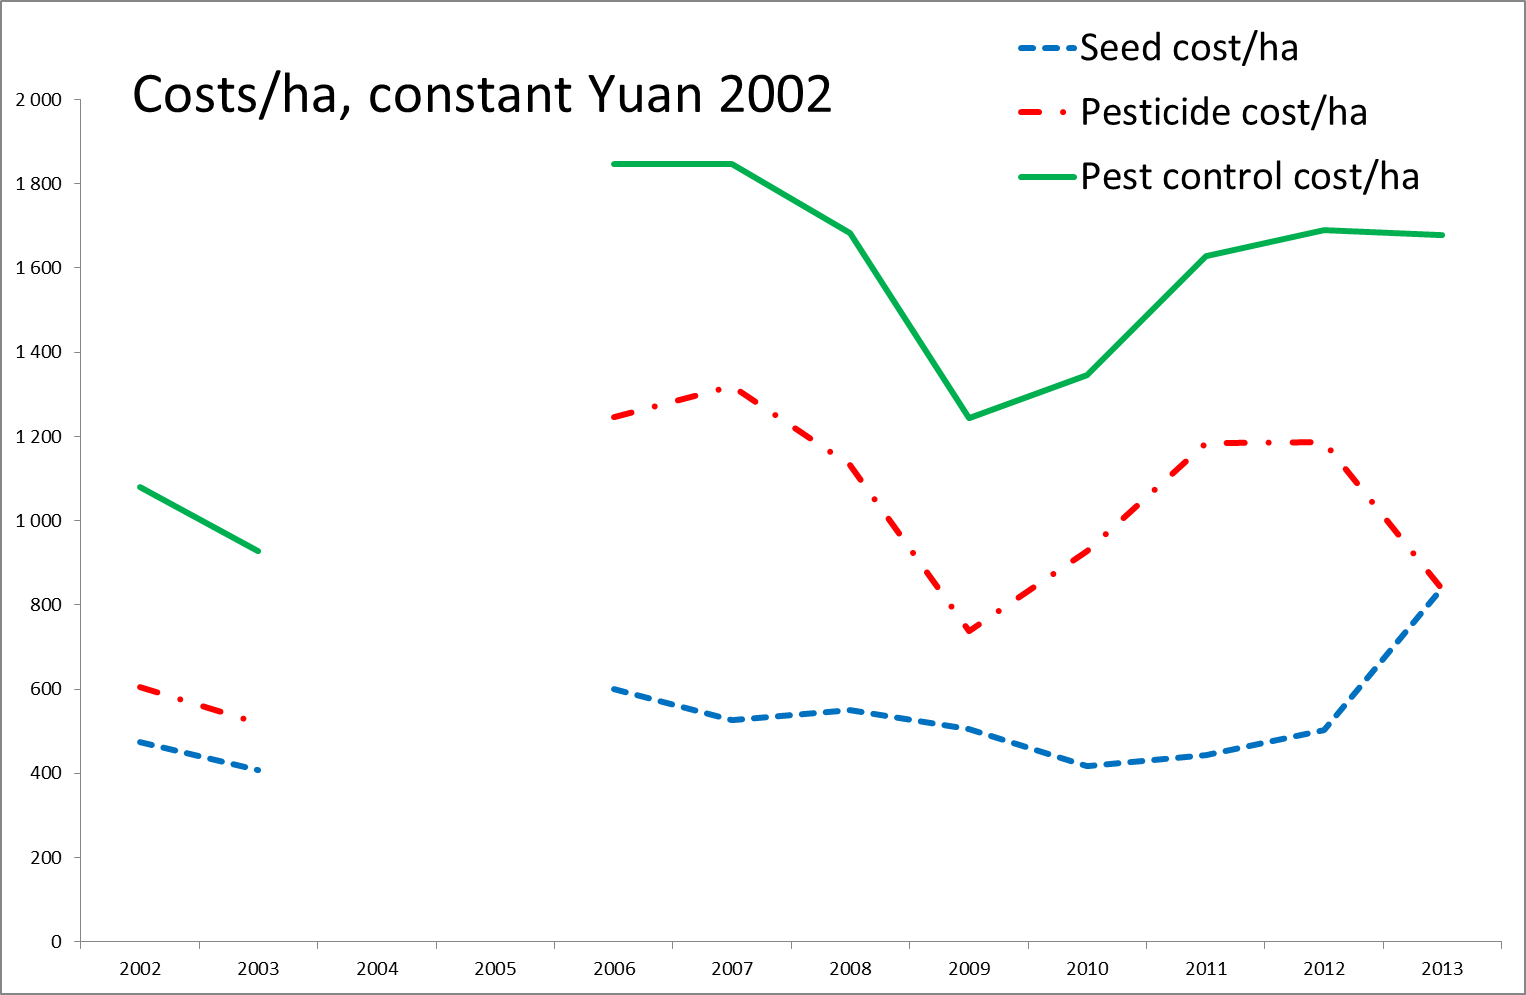 Costs/ha, constant Yuan 2002
Seed cost/ha
Pesticide cost/ha
Pest control cost/ha
2 000
1 800
1 600
1 400
1 200
1 000
800
600
400
200
0
2002 2003 2004 2005 2006 2007 2008 2009 2010 2011 2012 2013